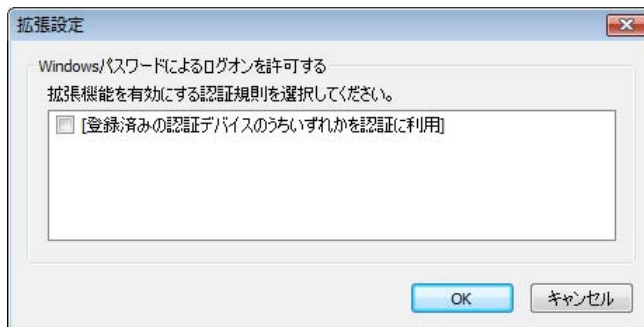 拡張設定
Windowsパスワードによるログオンを許可する
拡張機能を有効にする認証規則を選択してください。
[登録済みの認証デバイスのうちいずれかを認証に利用]
OK
キャンセル